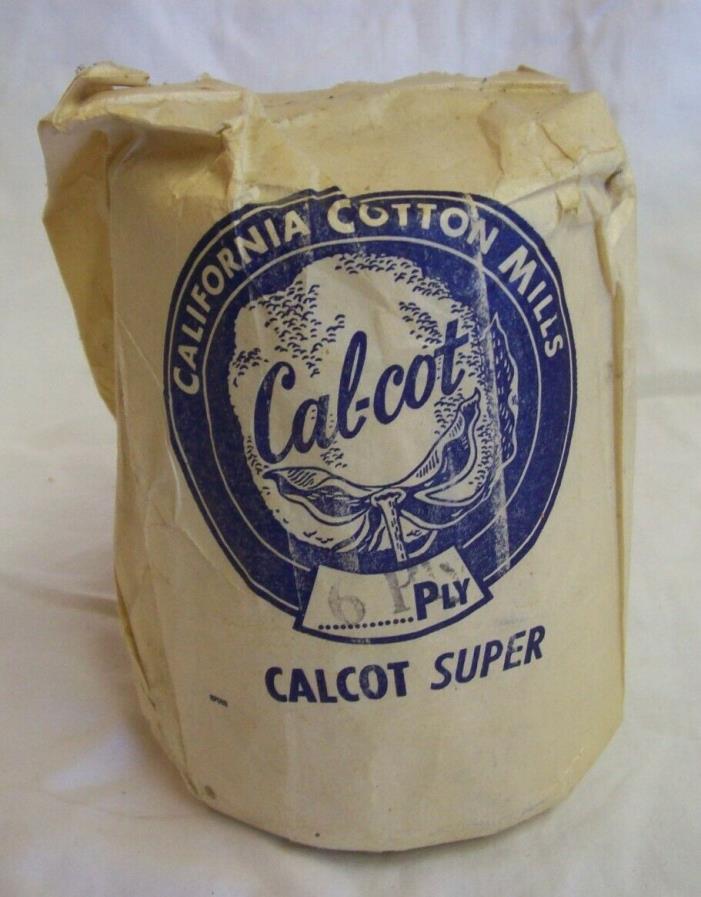 CALIFORNIA COTTON MILLS
Cal-cot
6 PLY
............PLY
CALCOT SUPER